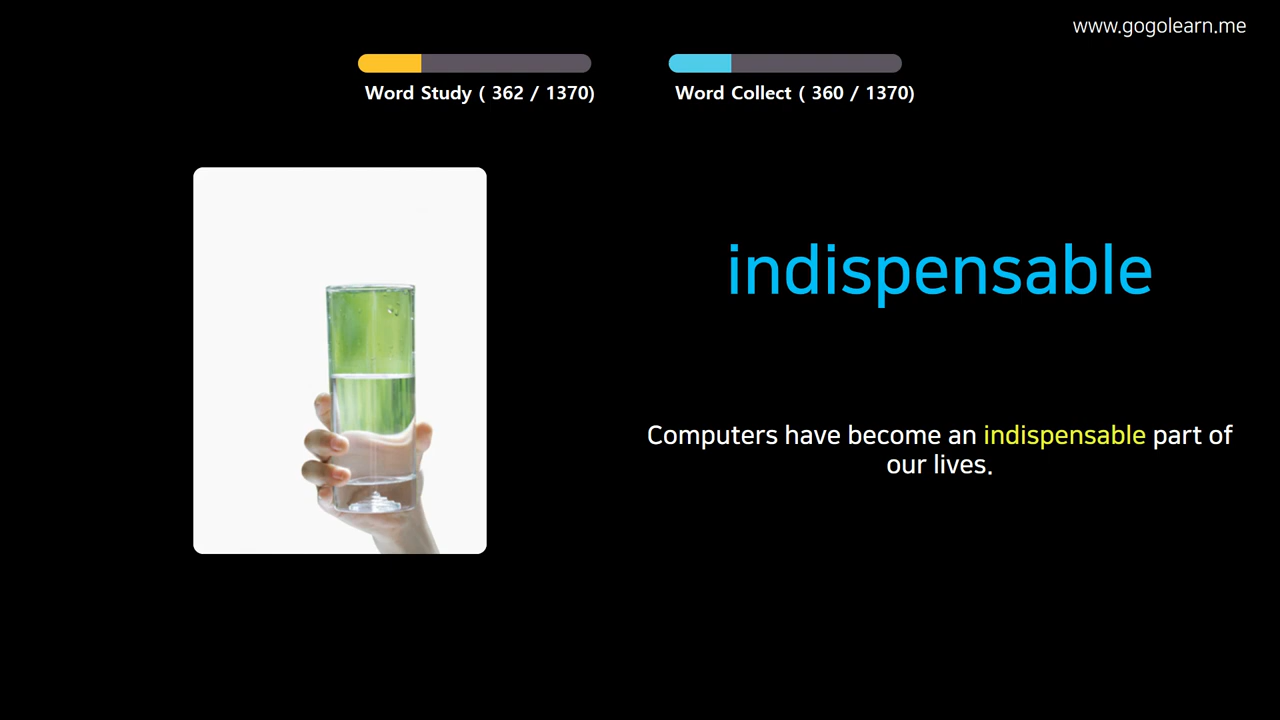 www.gogolearn.me
Word Study ( 362 / 1370)
Word Collect ( 360 / 1370)
indispensable
Computers have become an indispensable part of
our lives.